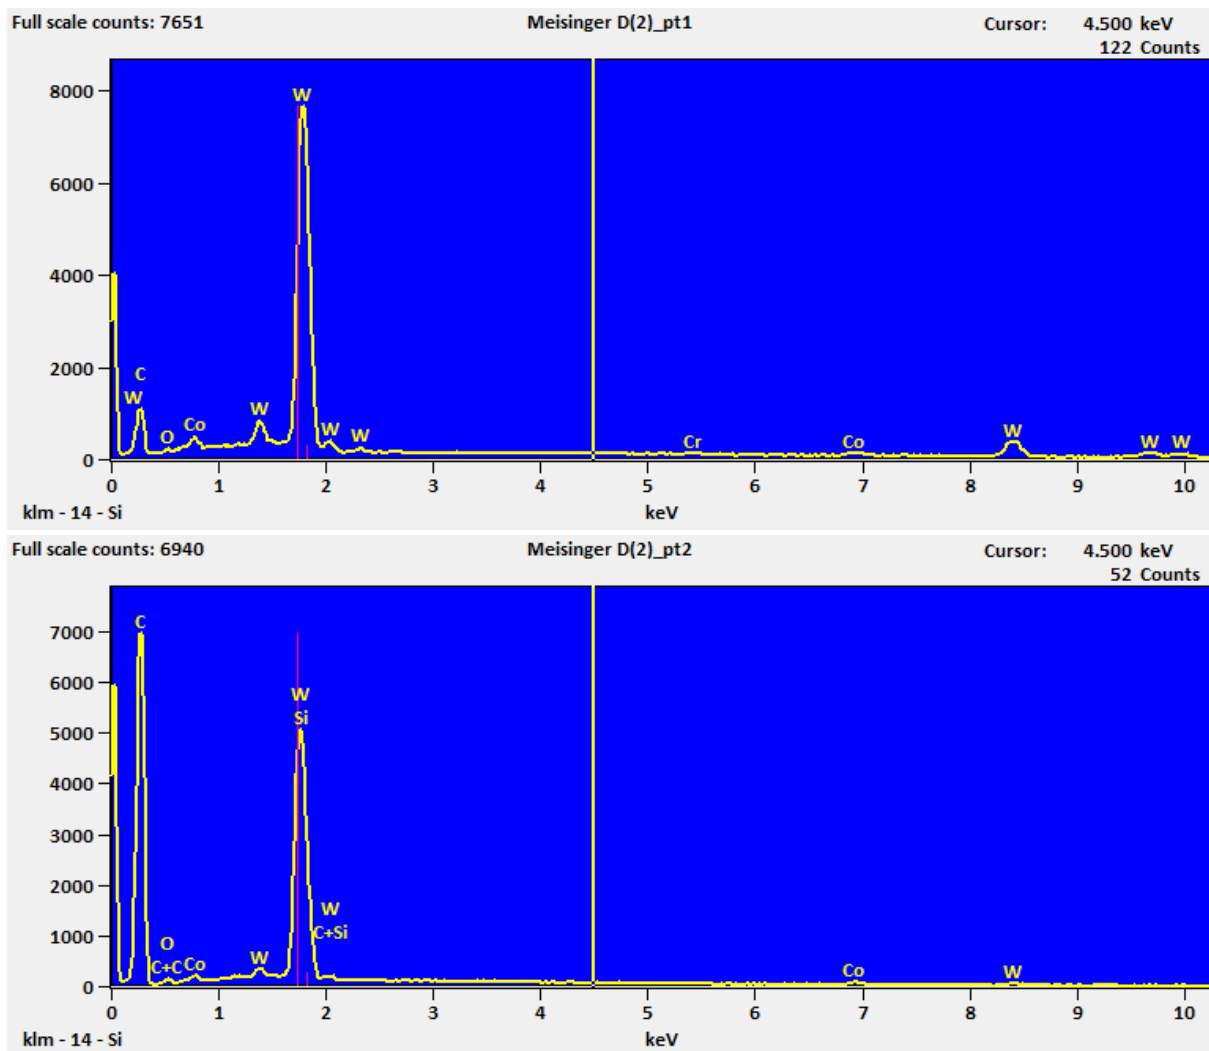 Full scale counts: 7651 Meisinger D(2)_pt1 Cursor: 4.500 keV
122 Counts
8000
6000
4000
2000
0
W
C
W
O
Co
W
W
W
Cr
Co
W
W
W
0 1 2 3 4 5 6 7 8 9 10
klm - 14 - Si keV
Full scale counts: 6940 Meisinger D(2)_pt2 Cursor: 4.500 keV
52 Counts
7000
6000
5000
4000
3000
2000
1000
0
C
W
Si
W
C+Si
O
C+C
Co
W
Co
W
0 1 2 3 4 5 6 7 8 9 10
klm - 14 - Si keV